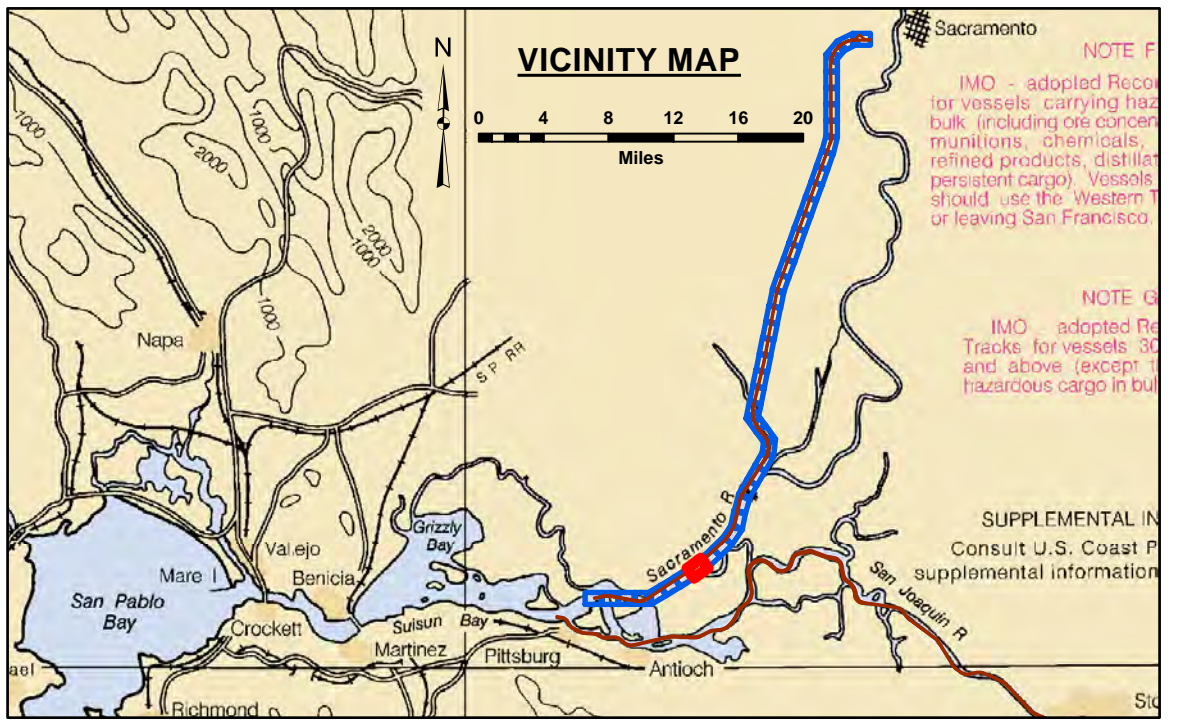 VICINITY MAP
N
0 4 8 12 16 20
Miles
Sacramento
NOTE F
IMO - adopted Recor
for vessels carrying haz
bulk (including ore concen
munitions, chemicals,
refined products, distillat
persistent cargo). Vessels
should use the Western T
or leaving San Francisco.
NOTE G
IMO - adopted Re
Tracks for vessels 30
and above (except t
hazardous cargo in bul
SUPPLEMENTAL IN
Consult U.S. Coast P
supplemental information
1000
2000
1000
2000
1000
1000
Napa
S P RR
Grizzly
Bay
Sacramento R
Vallejo
Mare I
Benicia
San Pablo
Bay
Crockett
Suisun Bay
Martinez
Pittsburg
Antioch
San Joaquin R
ael
Richmond
Sto